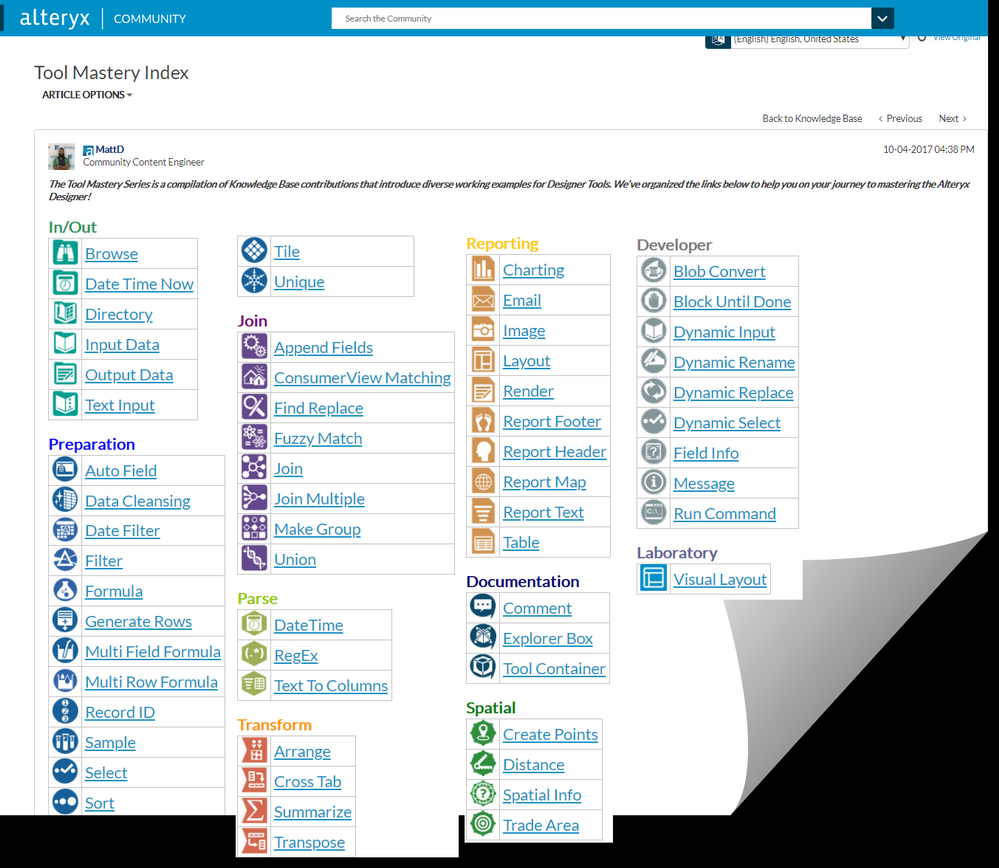 alteryx COMMUNITY
Search the Community
(English) English, United States
View Original
Tool Mastery Index
ARTICLE OPTIONS
Back to Knowledge Base
Previous
Next
MattD
Community Content Engineer
10-04-2017 04:38 PM
The Tool Mastery Series is a compilation of Knowledge Base contributions that introduce diverse working examples for Designer Tools. We've organized the links below to help you on your journey to mastering the Alteryx
Designer!
In/Out
Browse
Date Time Now
Directory
Input Data
Output Data
Text Input
Preparation
Auto Field
Data Cleansing
Date Filter
Filter
Formula
Generate Rows
Multi Field Formula
Multi Row Formula
Record ID
Sample
Select
Sort
Tile
Unique
Join
Append Fields
ConsumerView Matching
Find Replace
Fuzzy Match
Join
Join Multiple
Make Group
Union
Parse
DateTime
RegEx
Text To Columns
Transform
Arrange
Cross Tab
Summarize
Transpose
Reporting
Charting
Email
Image
Layout
Render
Report Footer
Report Header
Report Map
Report Text
Table
Documentation
Comment
Explorer Box
Tool Container
Spatial
Create Points
Distance
Spatial Info
Trade Area
Developer
Blob Convert
Block Until Done
Dynamic Input
Dynamic Rename
Dynamic Replace
Dynamic Select
Field Info
Message
Run Command
Laboratory
Visual Layout